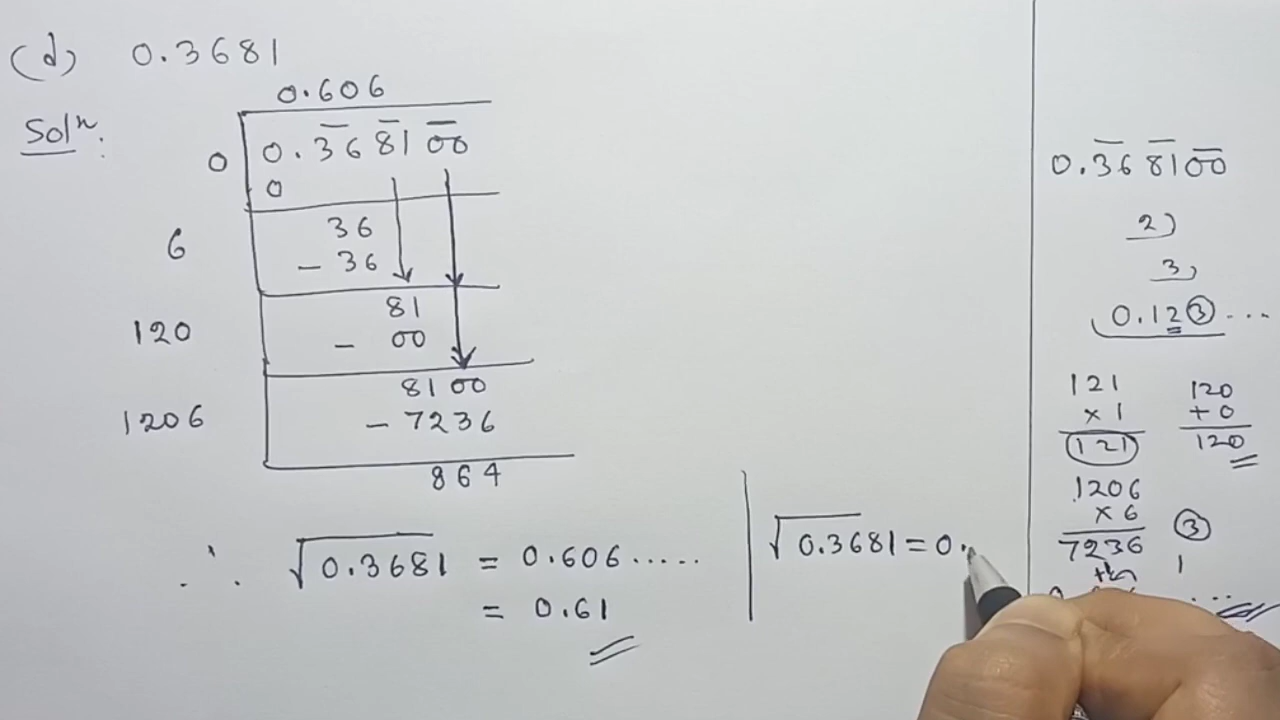 (d) 0.3681
Solⁿ:
0.606
0 0.36 81 00
0
6 36
- 36
81
120 - 00
8100
1206 - 7236
864
∴ √0.3681 = 0.606.....
= 0.61
√0.3681 = 0.
0.36 81 00
2)
3)
0.12③...
121
× 1
121
120
+ 0
120
1206
× 6
7236
③
1